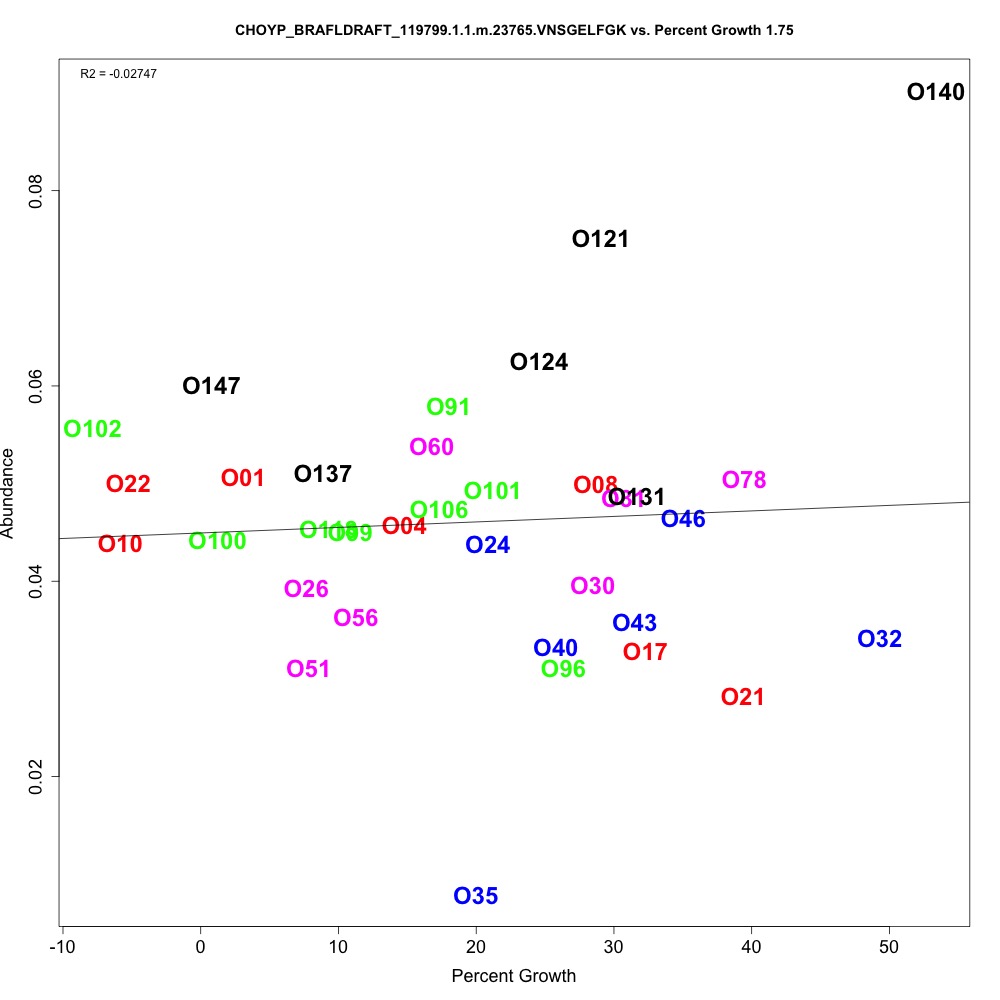 CHOYP_BRAFLDRAFT_119799.1.1.m.23765.VNSGELFGK vs. Percent Growth 1.75
R2 = -0.02747
O140
0.08
O121
O124
O147
0.06
O91
O102
O60
O137
O01
O78
O22
O08
O101
O131
O106
O46
O04
O99
O100
O10
O24
Abundance
O26
O30
0.04
O56
O43
O32
O40
O17
O51
O96
O21
0.02
O35
-10 0 10 20 30 40 50
Percent Growth